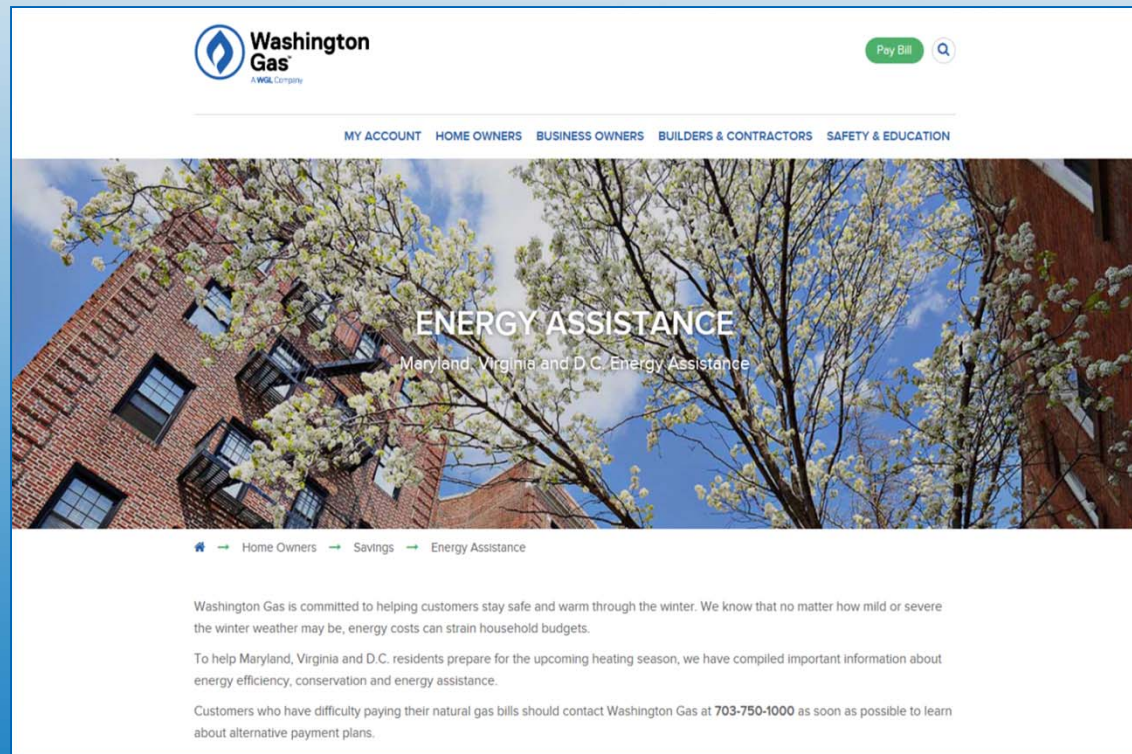 Washington
Gas
A WGL Company
Pay Bill
MY ACCOUNT HOME OWNERS BUSINESS OWNERS BUILDERS & CONTRACTORS SAFETY & EDUCATION
ENERGY ASSISTANCE
Maryland, Virginia and D.C. Energy Assistance
Home Owners → Savings → Energy Assistance
Washington Gas is committed to helping customers stay safe and warm through the winter. We know that no matter how mild or severe
the winter weather may be, energy costs can strain household budgets.
To help Maryland, Virginia and D.C. residents prepare for the upcoming heating season, we have compiled important information about
energy efficiency, conservation and energy assistance.
Customers who have difficulty paying their natural gas bills should contact Washington Gas at 703-750-1000 as soon as possible to learn
about alternative payment plans.